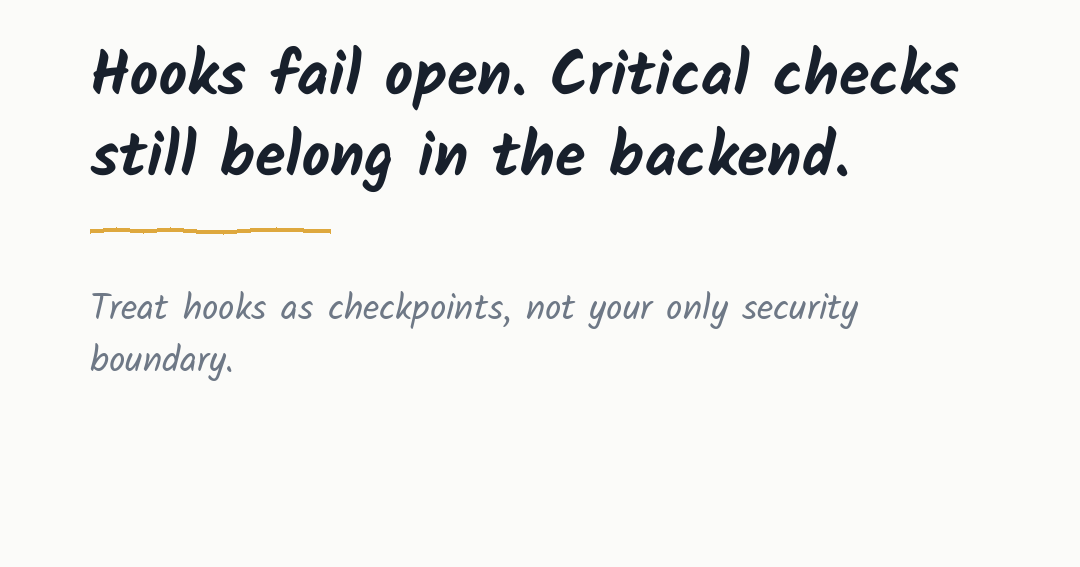 Hooks fail open. Critical checks
still belong in the backend.
Treat hooks as checkpoints, not your only security
boundary.